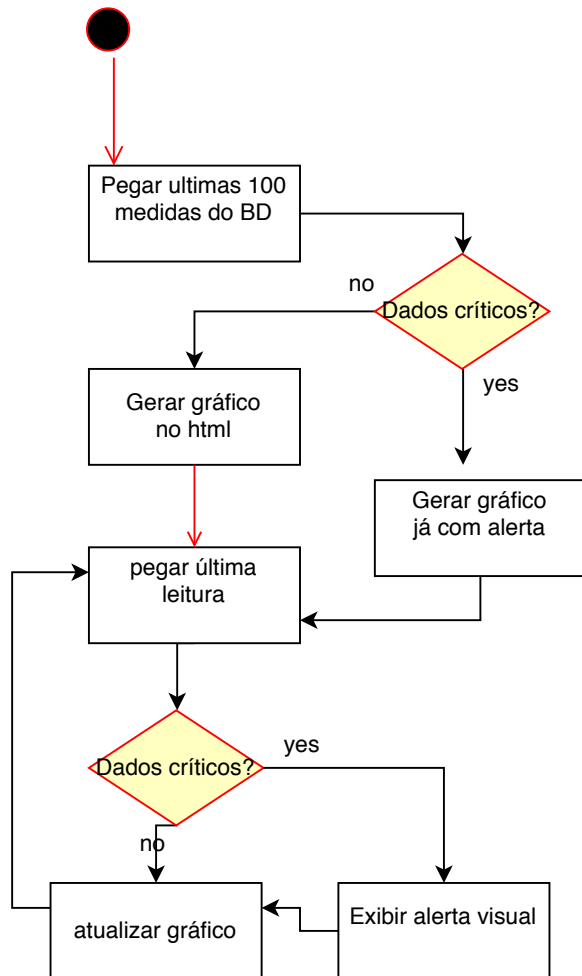 Pegar ultimas 100
medidas do BD
no
Dados críticos?
yes
Gerar gráfico
no html
Gerar gráfico
já com alerta
pegar última
leitura
Dados críticos?
yes
no
atualizar gráfico
Exibir alerta visual